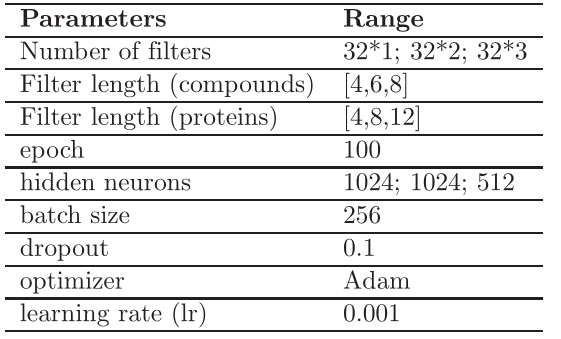 Parameters Range
Number of filters 32*1; 32*2; 32*3
Filter length (compounds) [4,6,8]
Filter length (proteins) [4,8,12]
epoch 100
hidden neurons 1024; 1024; 512
batch size 256
dropout 0.1
optimizer Adam
learning rate (lr) 0.001